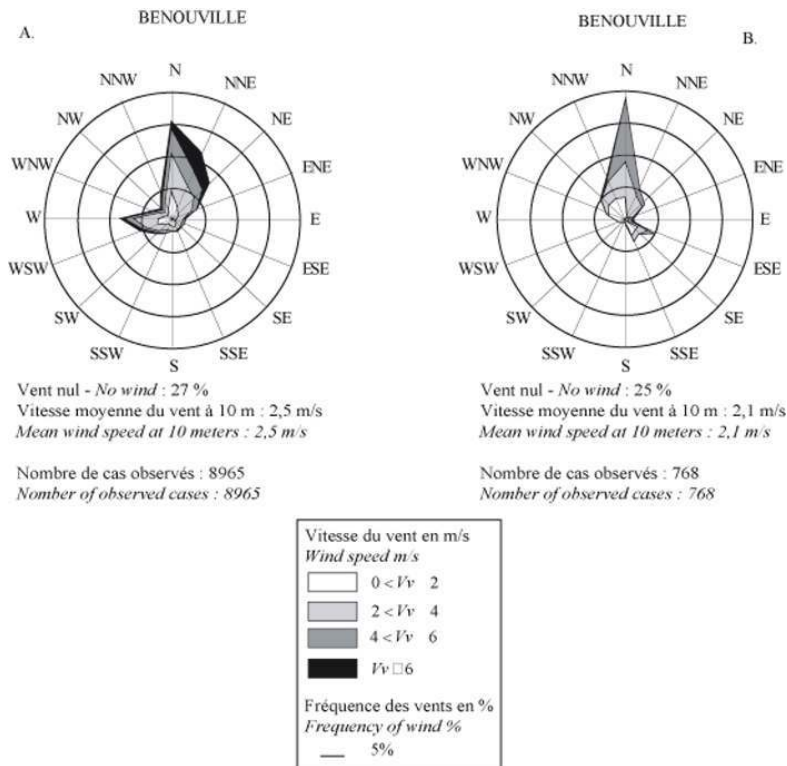 A.
BENOUVILLE
N
NNE
NE
ENE
E
ESE
SE
SSE
S
SSW
SW
WSW
W
WNW
NW
NNW
Vent nul - No wind : 27 %
Vitesse moyenne du vent à 10 m : 2,5 m/s
Mean wind speed at 10 meters : 2,5 m/s
Nombre de cas observés : 8965
Nomber of observed cases : 8965
BENOUVILLE
B.
N
NNE
NE
ENE
E
ESE
SE
SSE
S
SSW
SW
WSW
W
WNW
NW
NNW
Vent nul - No wind : 25 %
Vitesse moyenne du vent à 10 m : 2,1 m/s
Mean wind speed at 10 meters : 2,1 m/s
Nombre de cas observés : 768
Nomber of observed cases : 768
Vitesse du vent en m/s
Wind speed m/s
0 < Vv 2
2 < Vv 4
4 < Vv 6
Vv □ 6
Fréquence des vents en %
Frequency of wind %
5%